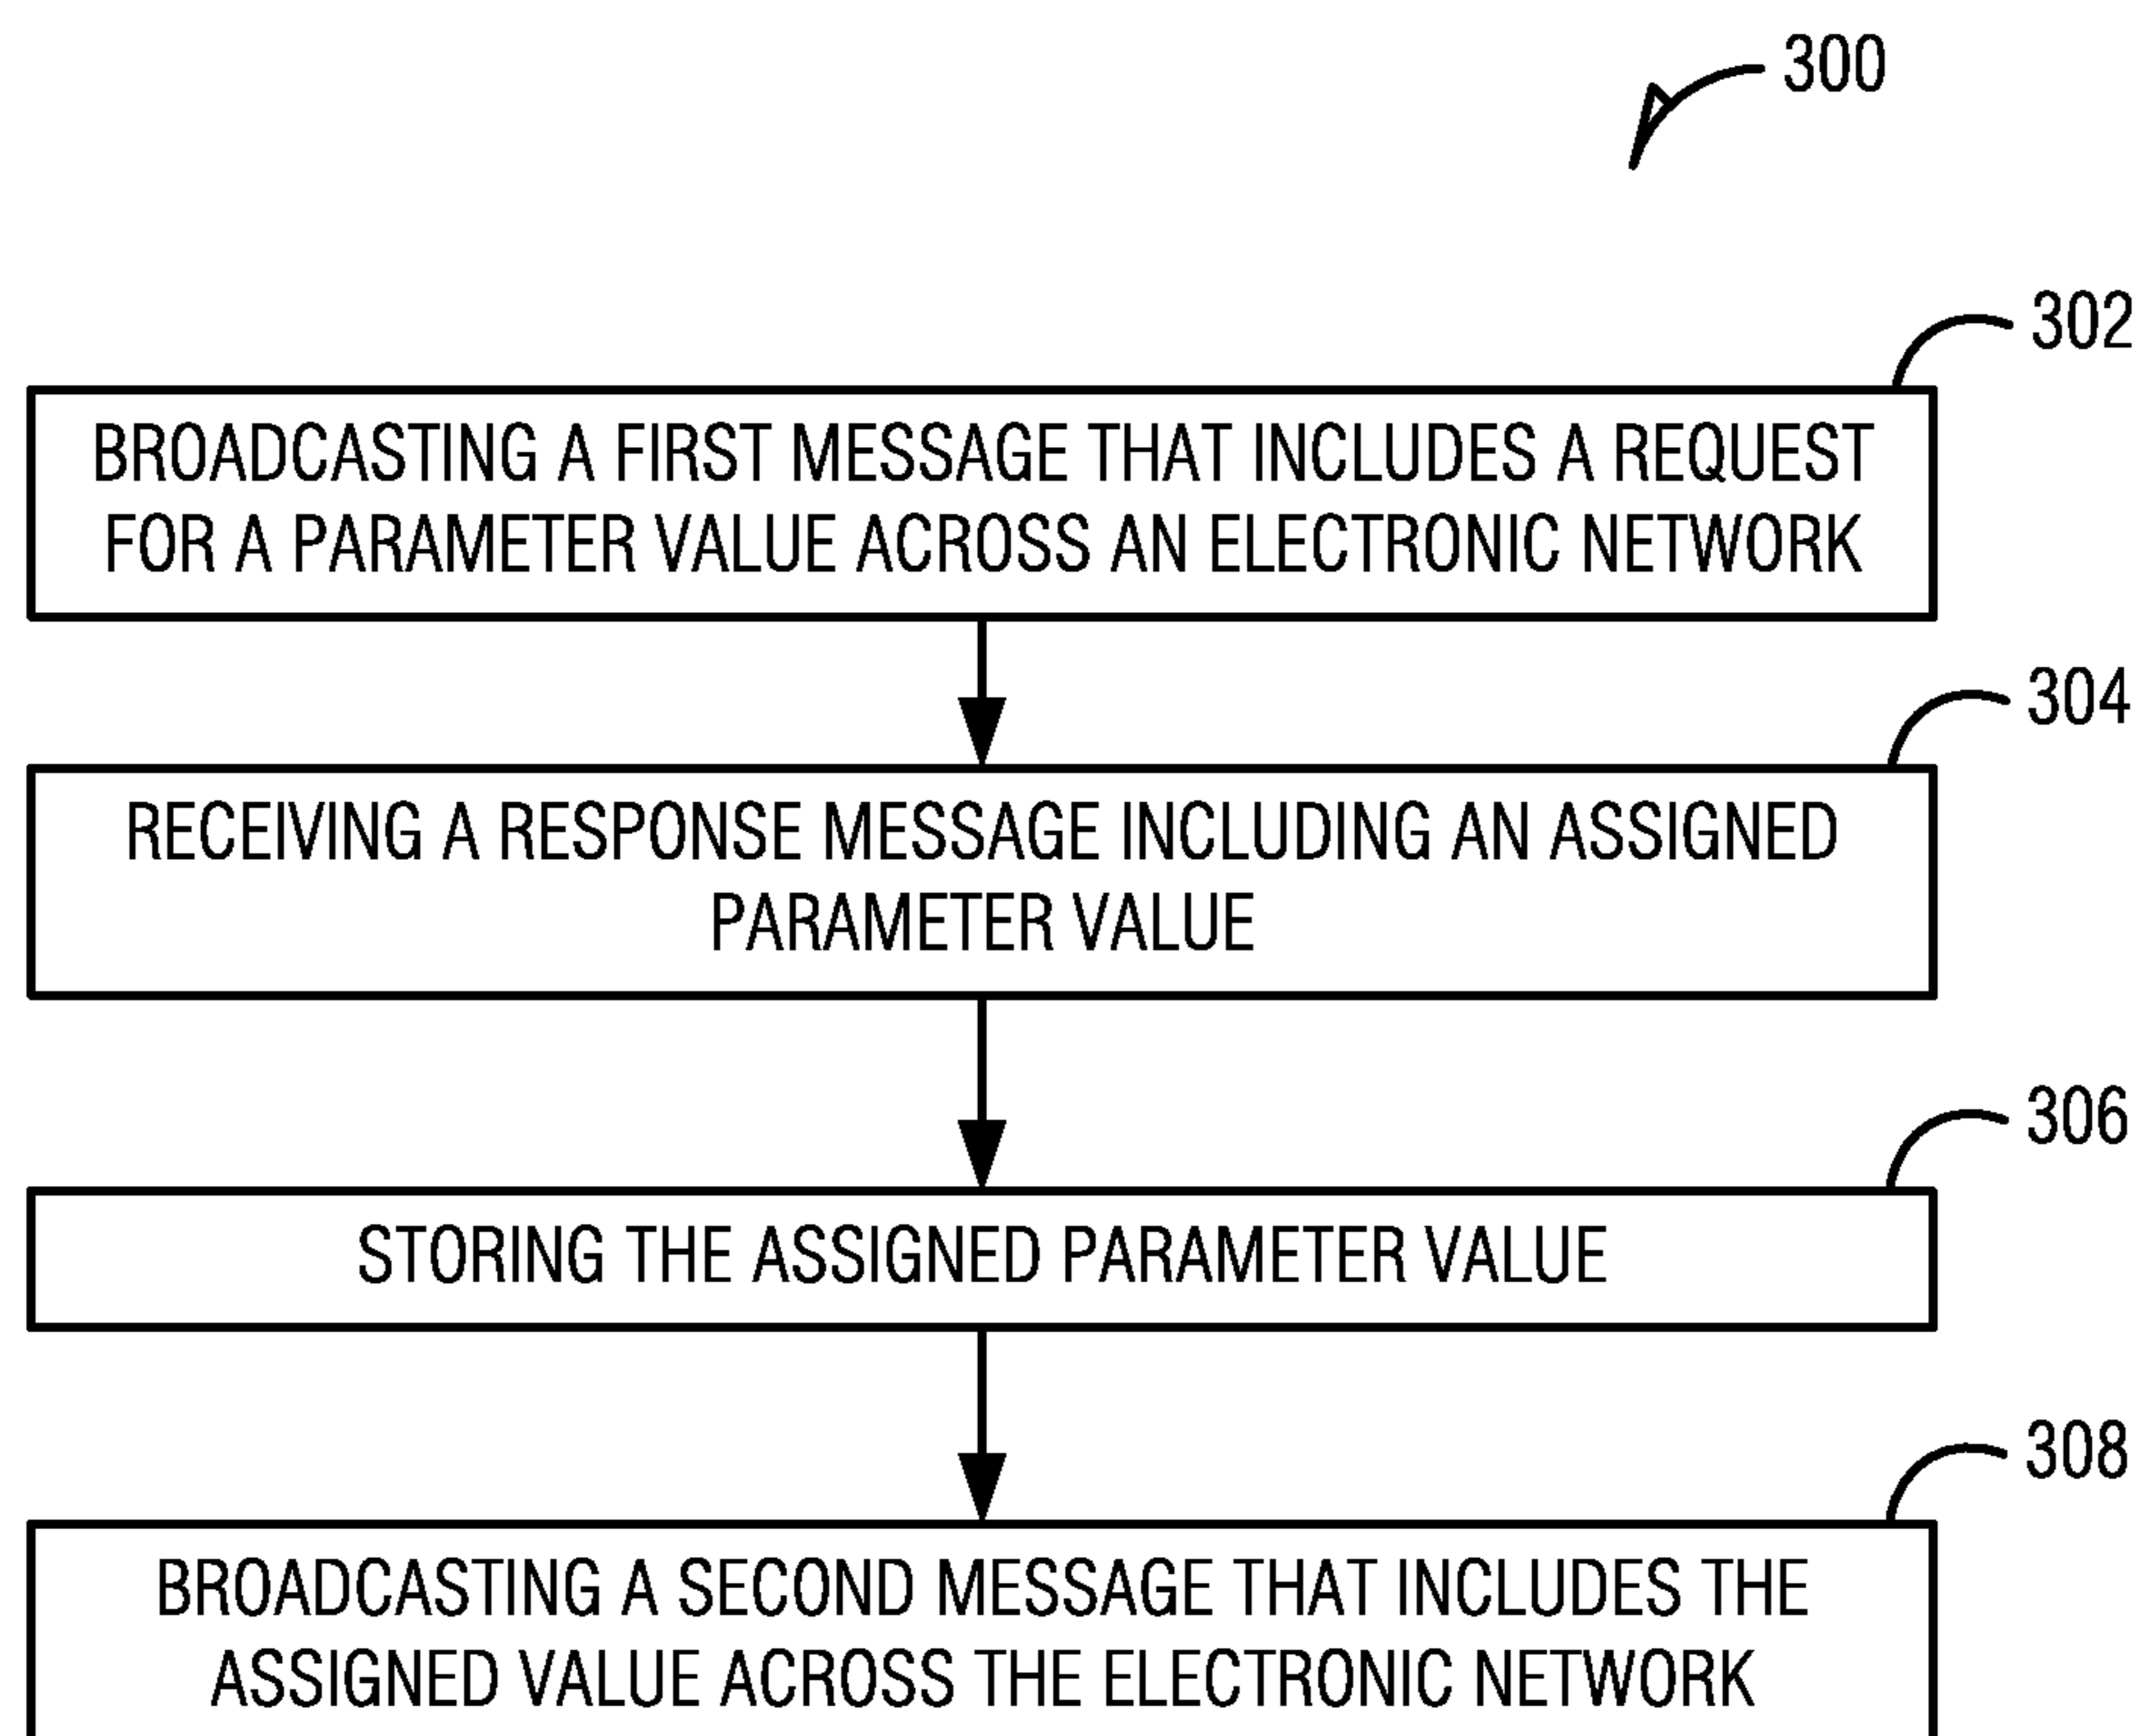 300
302
BROADCASTING A FIRST MESSAGE THAT INCLUDES A REQUEST
FOR A PARAMETER VALUE ACROSS AN ELECTRONIC NETWORK
304
RECEIVING A RESPONSE MESSAGE INCLUDING AN ASSIGNED
PARAMETER VALUE
306
STORING THE ASSIGNED PARAMETER VALUE
308
BROADCASTING A SECOND MESSAGE THAT INCLUDES THE
ASSIGNED VALUE ACROSS THE ELECTRONIC NETWORK